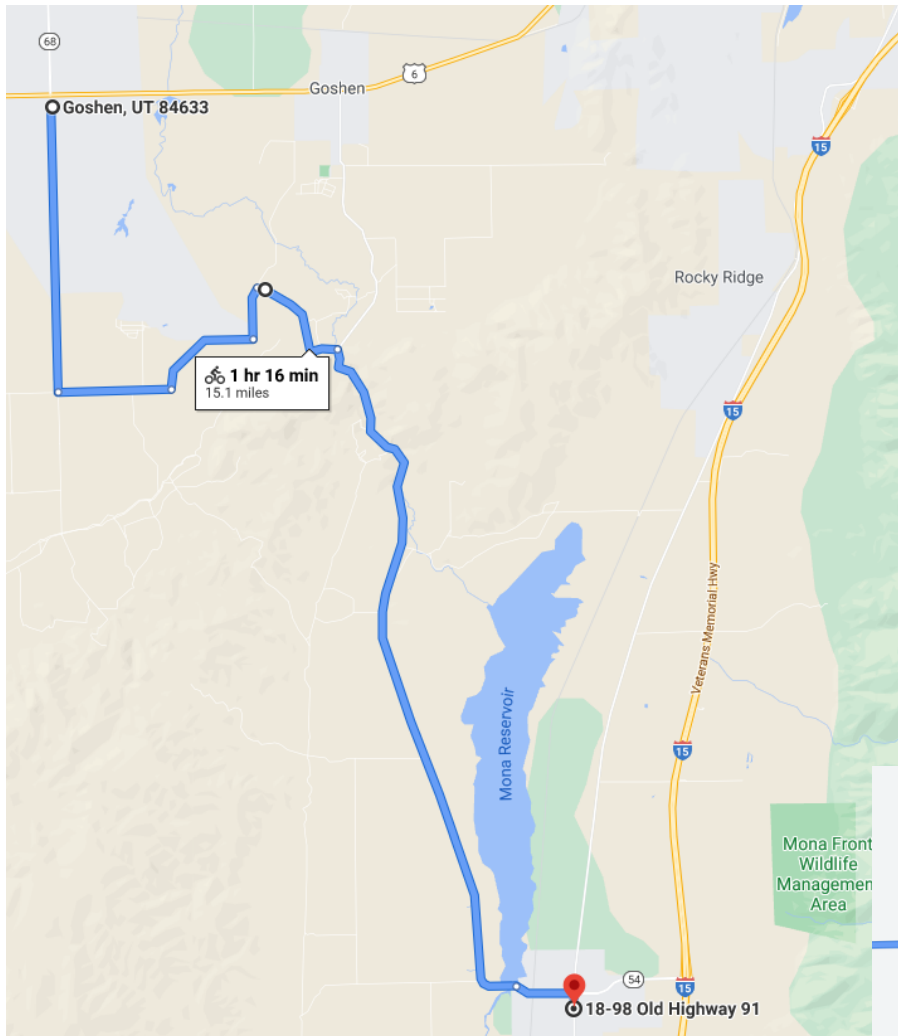 68
6
Goshen
Goshen, UT 84633
15
Rocky Ridge
1 hr 16 min
15.1 miles
15
Veterans Memorial Hwy
Mona Reservoir
15
Mona Front
Wildlife
Managemen
Area
54
15
18-98 Old Highway 91